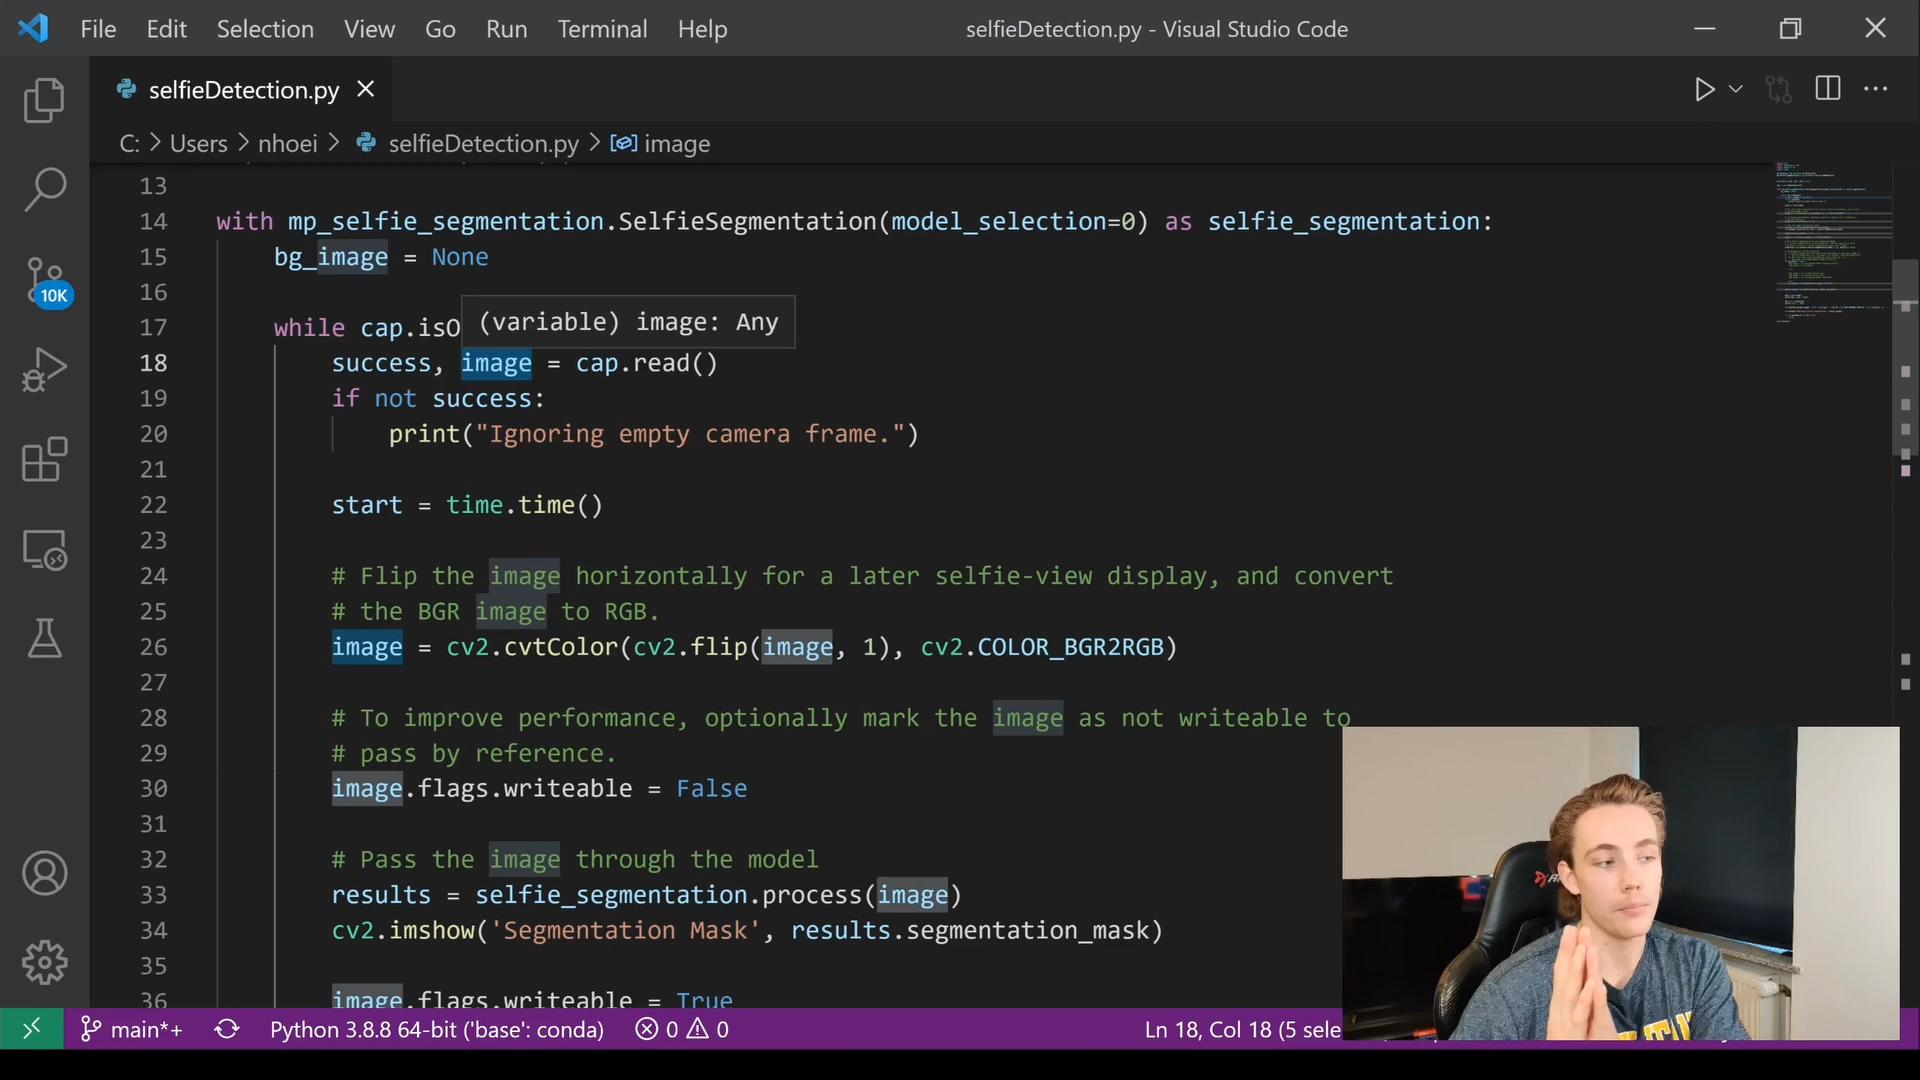 File Edit Selection View Go Run Terminal Help selfieDetection.py - Visual Studio Code
selfieDetection.py
C: > Users > nhoei > selfieDetection.py > image
13
14 with mp_selfie_segmentation.SelfieSegmentation(model_selection=0) as selfie_segmentation:
15 bg_image = None
16
(variable) image: Any
17 while cap.isO
18 success, image = cap.read()
19 if not success:
20 print("Ignoring empty camera frame.")
21
22 start = time.time()
23
24 # Flip the image horizontally for a later selfie-view display, and convert
25 # the BGR image to RGB.
26 image = cv2.cvtColor(cv2.flip(image, 1), cv2.COLOR_BGR2RGB)
27
28 # To improve performance, optionally mark the image as not writeable to
29 # pass by reference.
30 image.flags.writeable = False
31
32 # Pass the image through the model
33 results = selfie_segmentation.process(image)
34 cv2.imshow('Segmentation Mask', results.segmentation_mask)
35
36 image.flags.writeable = True
10K
main*+ Python 3.8.8 64-bit ('base': conda) 0 0 Ln 18, Col 18 (5 sele